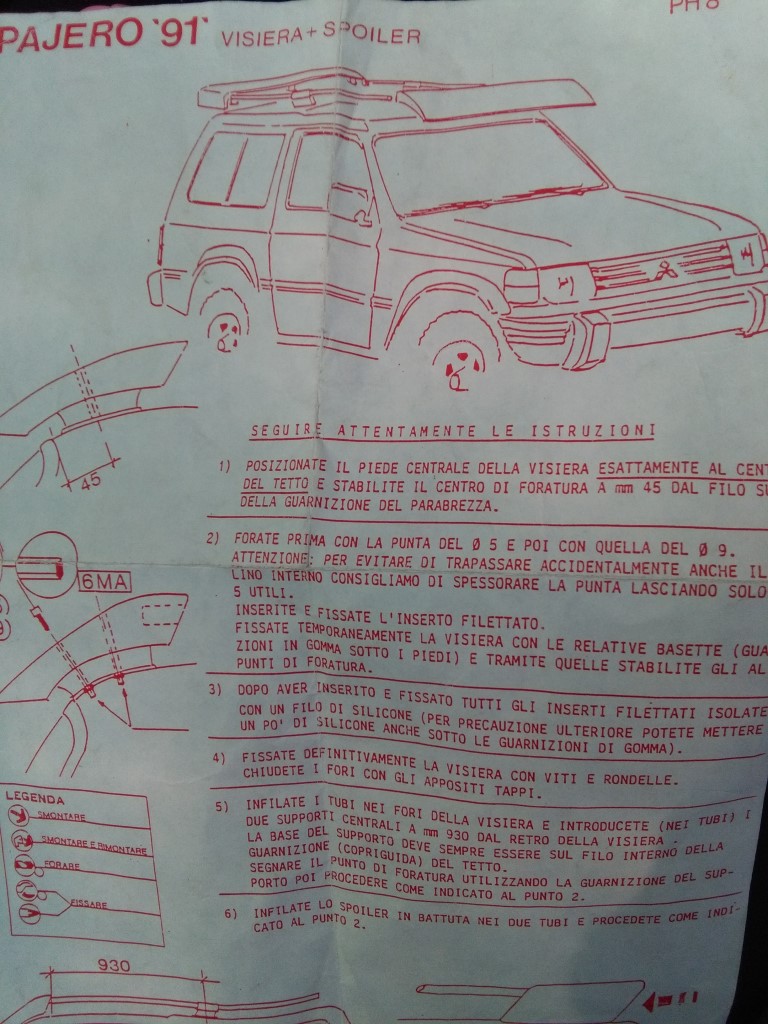 PAJERO '91' VISIERA + SPOILER
PH 8
SEGUIRE ATTENTAMENTE LE ISTRUZIONI
1) POSIZIONATE IL PIEDE CENTRALE DELLA VISIERA ESATTAMENTE AL CENT
DEL TETTO E STABILITE IL CENTRO DI FORATURA A mm 45 DAL FILO SU
DELLA GUARNIZIONE DEL PARABREZZA.
45
2) FORATE PRIMA CON LA PUNTA DEL Ø 5 E POI CON QUELLA DEL Ø 9.
ATTENZIONE: PER EVITARE DI TRAPASSARE ACCIDENTALMENTE ANCHE IL
LINO INTERNO CONSIGLIAMO DI SPESSORARE LA PUNTA LASCIANDO SOLO
5 UTILI.
INSERITE E FISSATE L'INSERTO FILETTATO.
FISSATE TEMPORANEAMENTE LA VISIERA CON LE RELATIVE BASETTE (GUA
ZIONI IN GOMMA SOTTO I PIEDI) E TRAMITE QUELLE STABILITE GLI AL
PUNTI DI FORATURA.
6MA
3) DOPO AVER INSERITO E FISSATO TUTTI GLI INSERTI FILETTATI ISOLATE
CON UN FILO DI SILICONE (PER PRECAUZIONE ULTERIORE POTETE METTERE
UN PO' DI SILICONE ANCHE SOTTO LE GUARNIZIONI DI GOMMA).
4) FISSATE DEFINITIVAMENTE LA VISIERA CON VITI E RONDELLE.
CHIUDETE I FORI CON GLI APPOSITI TAPPI.
5) INFILATE I TUBI NEI FORI DELLA VISIERA E INTRODUCETE (NEI TUBI) I
DUE SUPPORTI CENTRALI A mm 930 DAL RETRO DELLA VISIERA -
LA BASE DEL SUPPORTO DEVE SEMPRE ESSERE SUL FILO INTERNO DELLA
GUARNIZIONE (COPRIGUIDA) DEL TETTO.
SEGNARE IL PUNTO DI FORATURA UTILIZZANDO LA GUARNIZIONE DEL SUP-
PORTO POI PROCEDERE COME INDICATO AL PUNTO 2.
6) INFILATE LO SPOILER IN BATTUTA NEI DUE TUBI E PROCEDETE COME INDI-
CATO AL PUNTO 2.
LEGENDA
SMONTARE
SMONTARE E RIMONTARE
FORARE
FISSARE
930